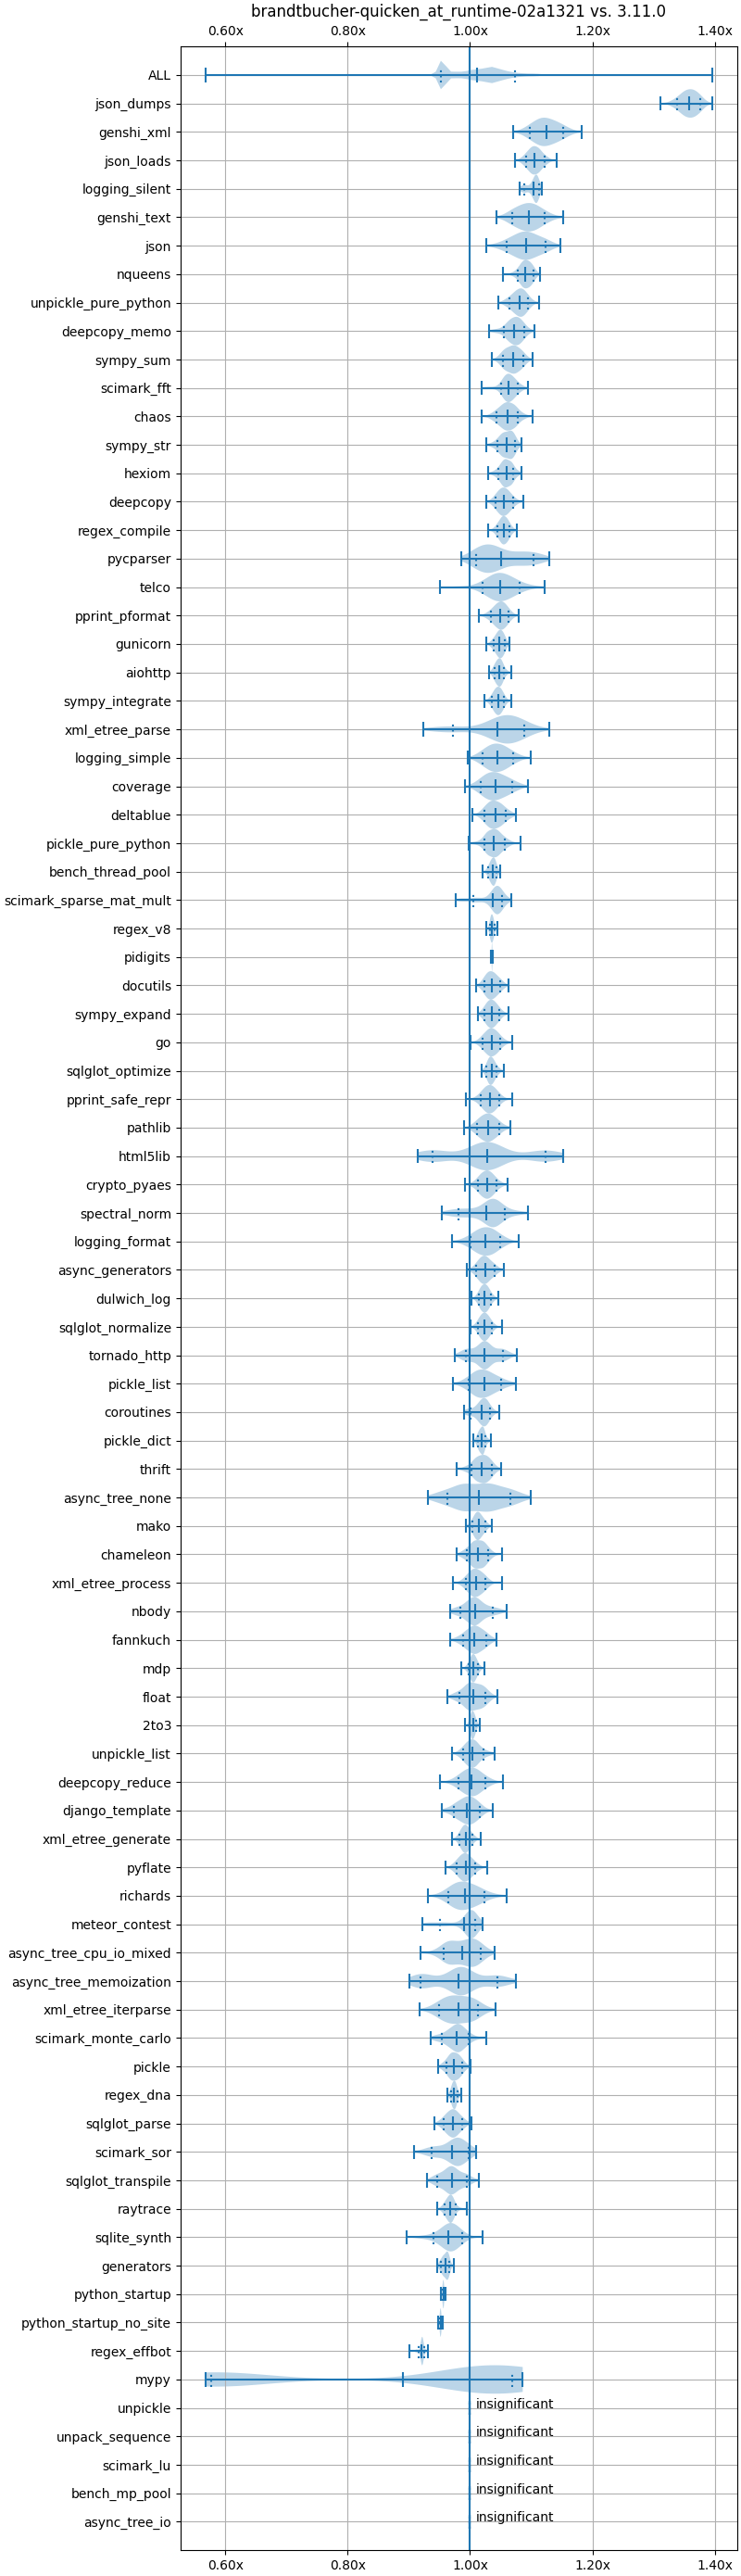 brandtbucher-quicken_at_runtime-02a1321 vs. 3.11.0
0.60x 0.80x 1.00x 1.20x 1.40x
ALL
json_dumps
genshi_xml
json_loads
logging_silent
genshi_text
json
nqueens
unpickle_pure_python
deepcopy_memo
sympy_sum
scimark_fft
chaos
sympy_str
hexiom
deepcopy
regex_compile
pycparser
telco
pprint_pformat
gunicorn
aiohttp
sympy_integrate
xml_etree_parse
logging_simple
coverage
deltablue
pickle_pure_python
bench_thread_pool
scimark_sparse_mat_mult
regex_v8
pidigits
docutils
sympy_expand
go
sqlglot_optimize
pprint_safe_repr
pathlib
html5lib
crypto_pyaes
spectral_norm
logging_format
async_generators
dulwich_log
sqlglot_normalize
tornado_http
pickle_list
coroutines
pickle_dict
thrift
async_tree_none
mako
chameleon
xml_etree_process
nbody
fannkuch
mdp
float
2to3
unpickle_list
deepcopy_reduce
django_template
xml_etree_generate
pyflate
richards
meteor_contest
async_tree_cpu_io_mixed
async_tree_memoization
xml_etree_iterparse
scimark_monte_carlo
pickle
regex_dna
sqlglot_parse
scimark_sor
sqlglot_transpile
raytrace
sqlite_synth
generators
python_startup
python_startup_no_site
regex_effbot
mypy
unpickle insignificant
unpack_sequence insignificant
scimark_lu insignificant
bench_mp_pool insignificant
async_tree_io insignificant
0.60x 0.80x 1.00x 1.20x 1.40x